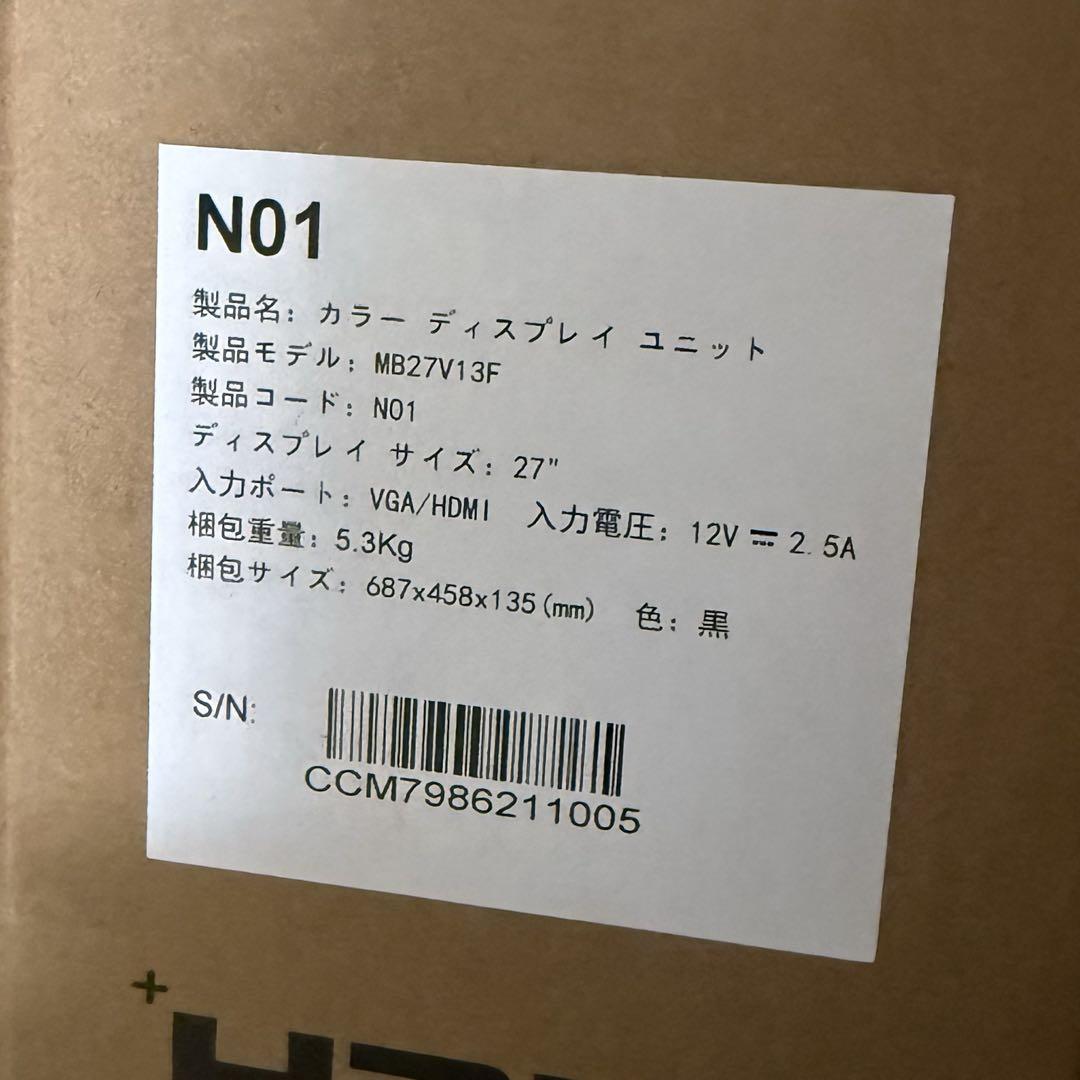 N01
製品名: カラー ディスプレイ ユニット
製品モデル: MB27V13F
製品コード: N01
ディスプレイ サイズ: 27"
入力ポート: VGA/HDMI 入力電圧: 12V ⎓ 2.5A
梱包重量: 5.3Kg
梱包サイズ: 687x458x135(mm) 色: 黒
S/N:
CCM7986211005